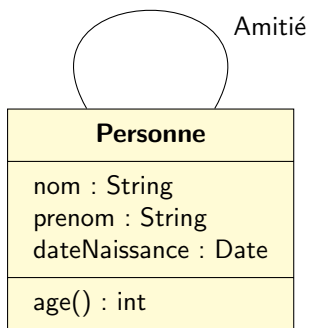 Amitié
Personne
nom : String
prenom : String
dateNaissance : Date
age() : int